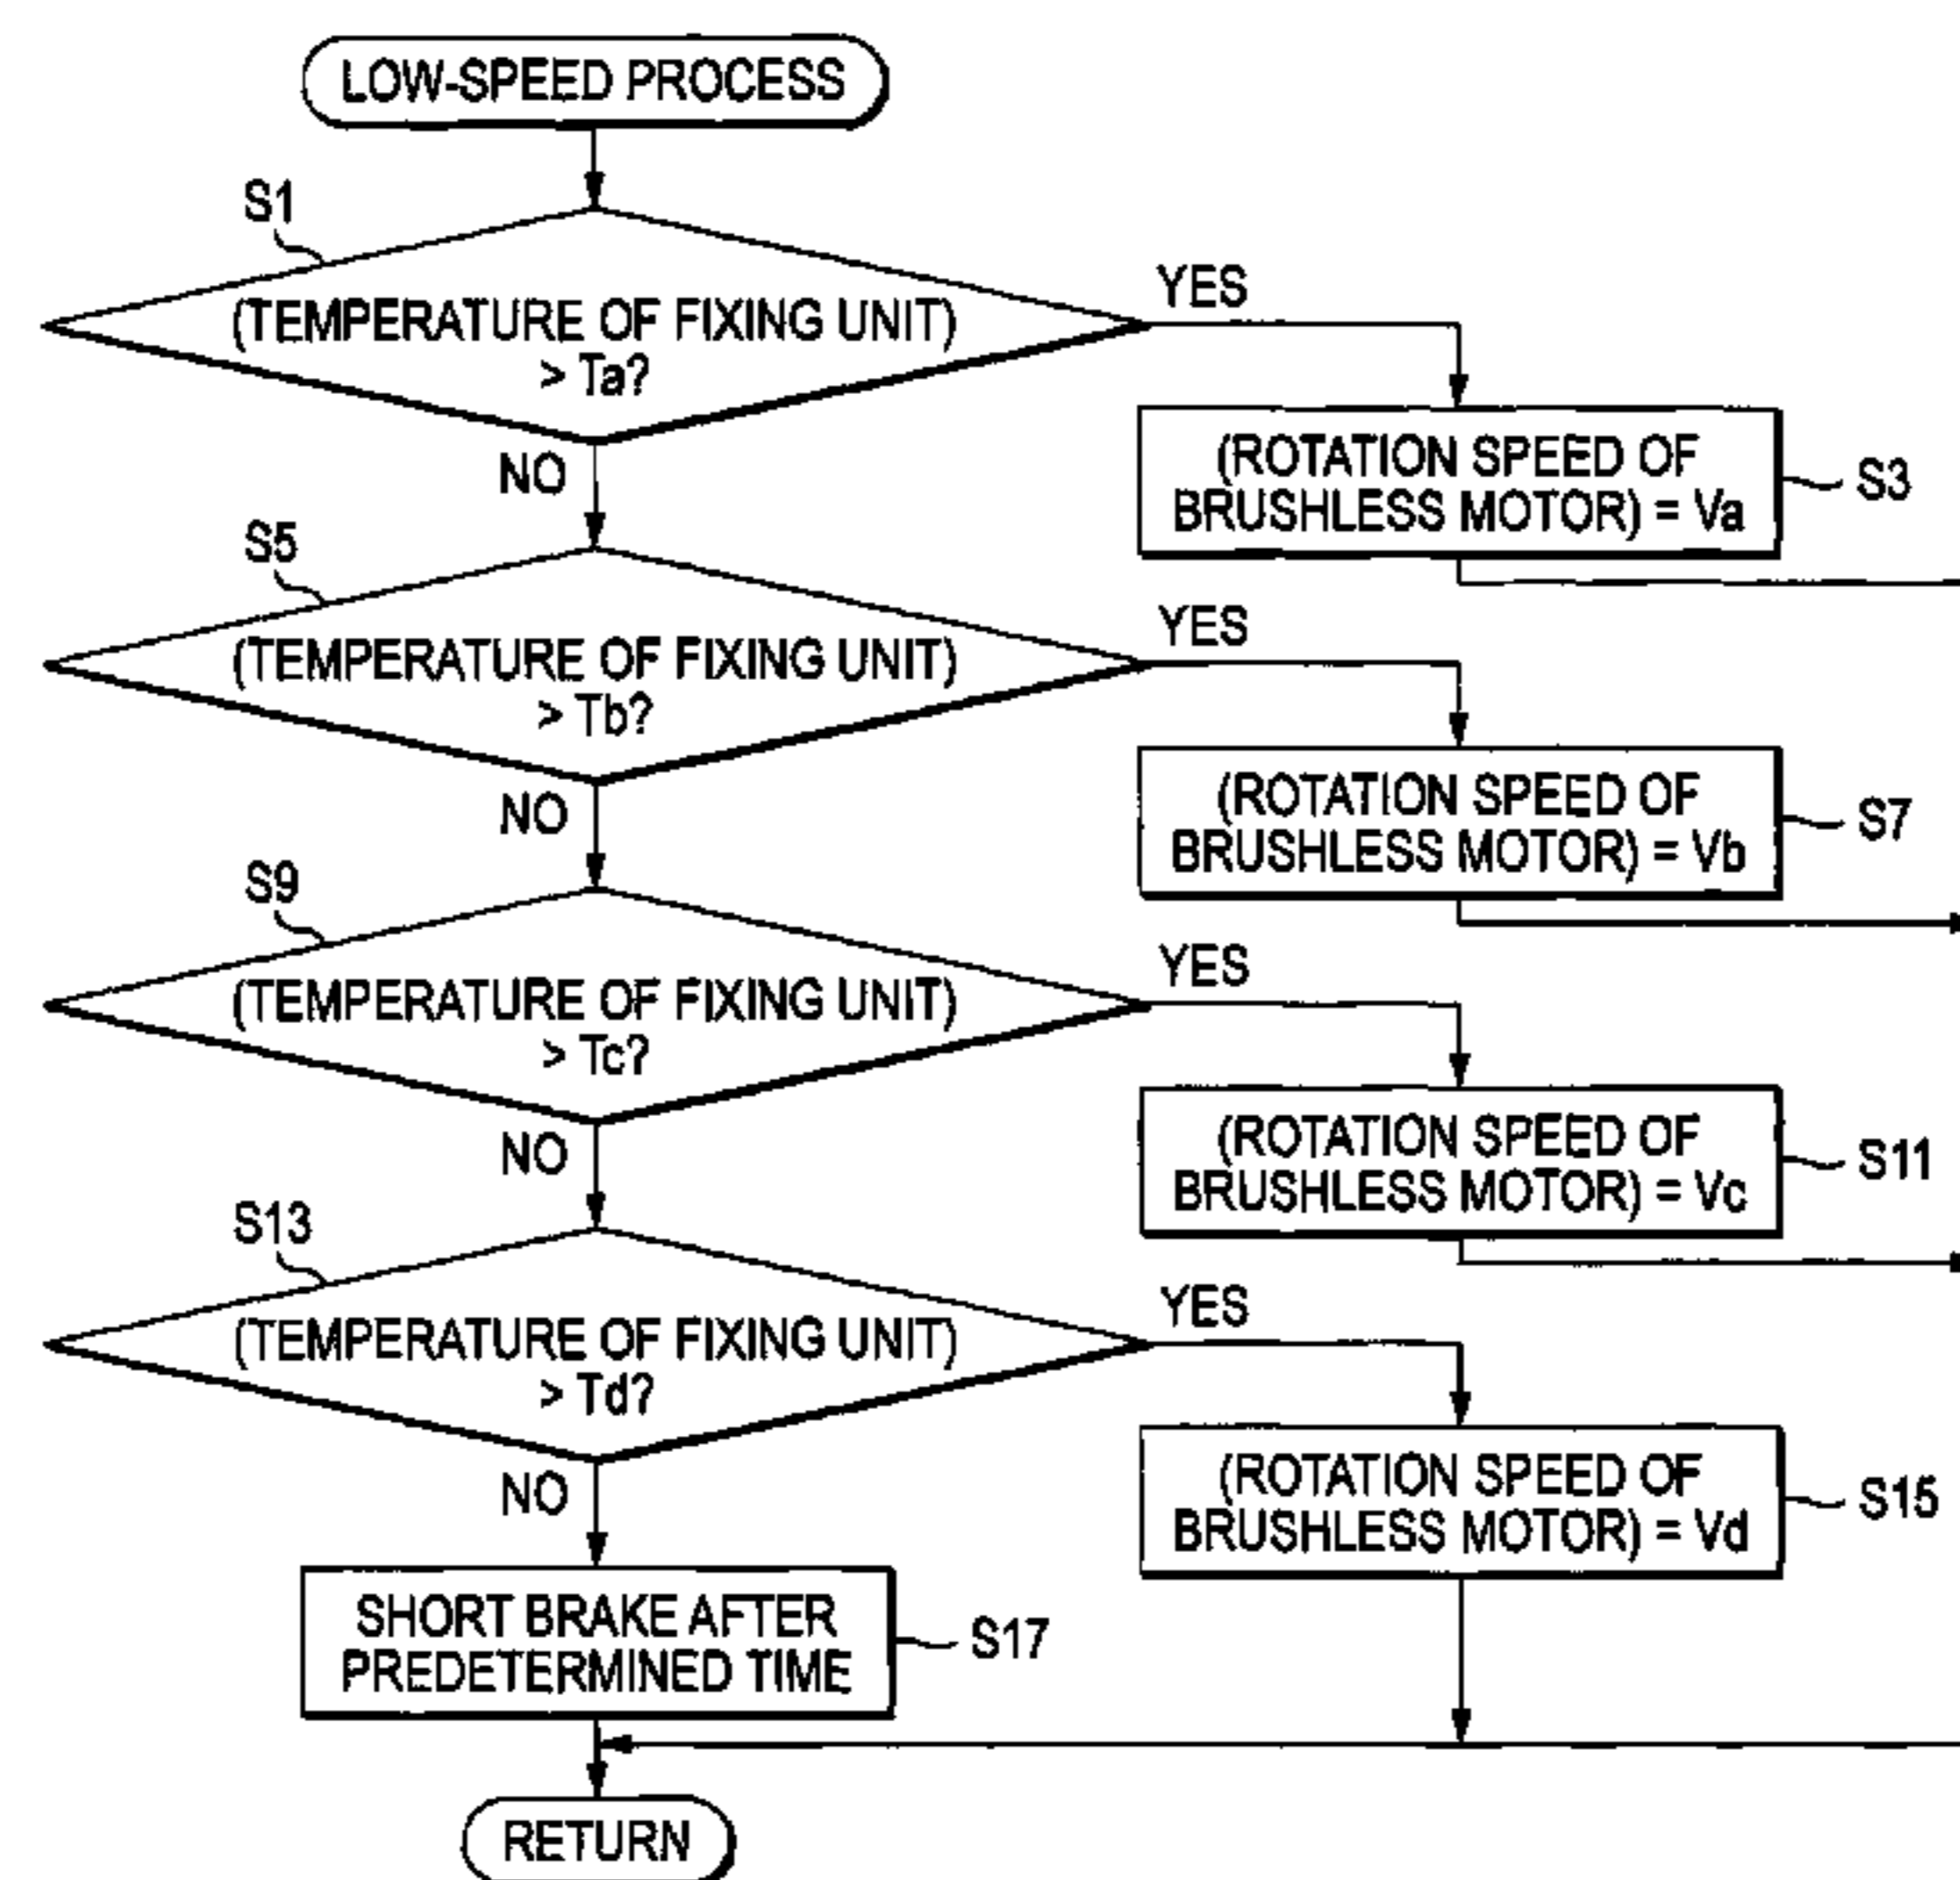 LOW-SPEED PROCESS
S1
(TEMPERATURE OF FIXING UNIT)
> Ta?
YES
NO
(ROTATION SPEED OF
BRUSHLESS MOTOR) = Va
S3
S5
(TEMPERATURE OF FIXING UNIT)
> Tb?
YES
NO
(ROTATION SPEED OF
BRUSHLESS MOTOR) = Vb
S7
S9
(TEMPERATURE OF FIXING UNIT)
> Tc?
YES
NO
(ROTATION SPEED OF
BRUSHLESS MOTOR) = Vc
S11
S13
(TEMPERATURE OF FIXING UNIT)
> Td?
YES
NO
(ROTATION SPEED OF
BRUSHLESS MOTOR) = Vd
S15
SHORT BRAKE AFTER
PREDETERMINED TIME
S17
RETURN